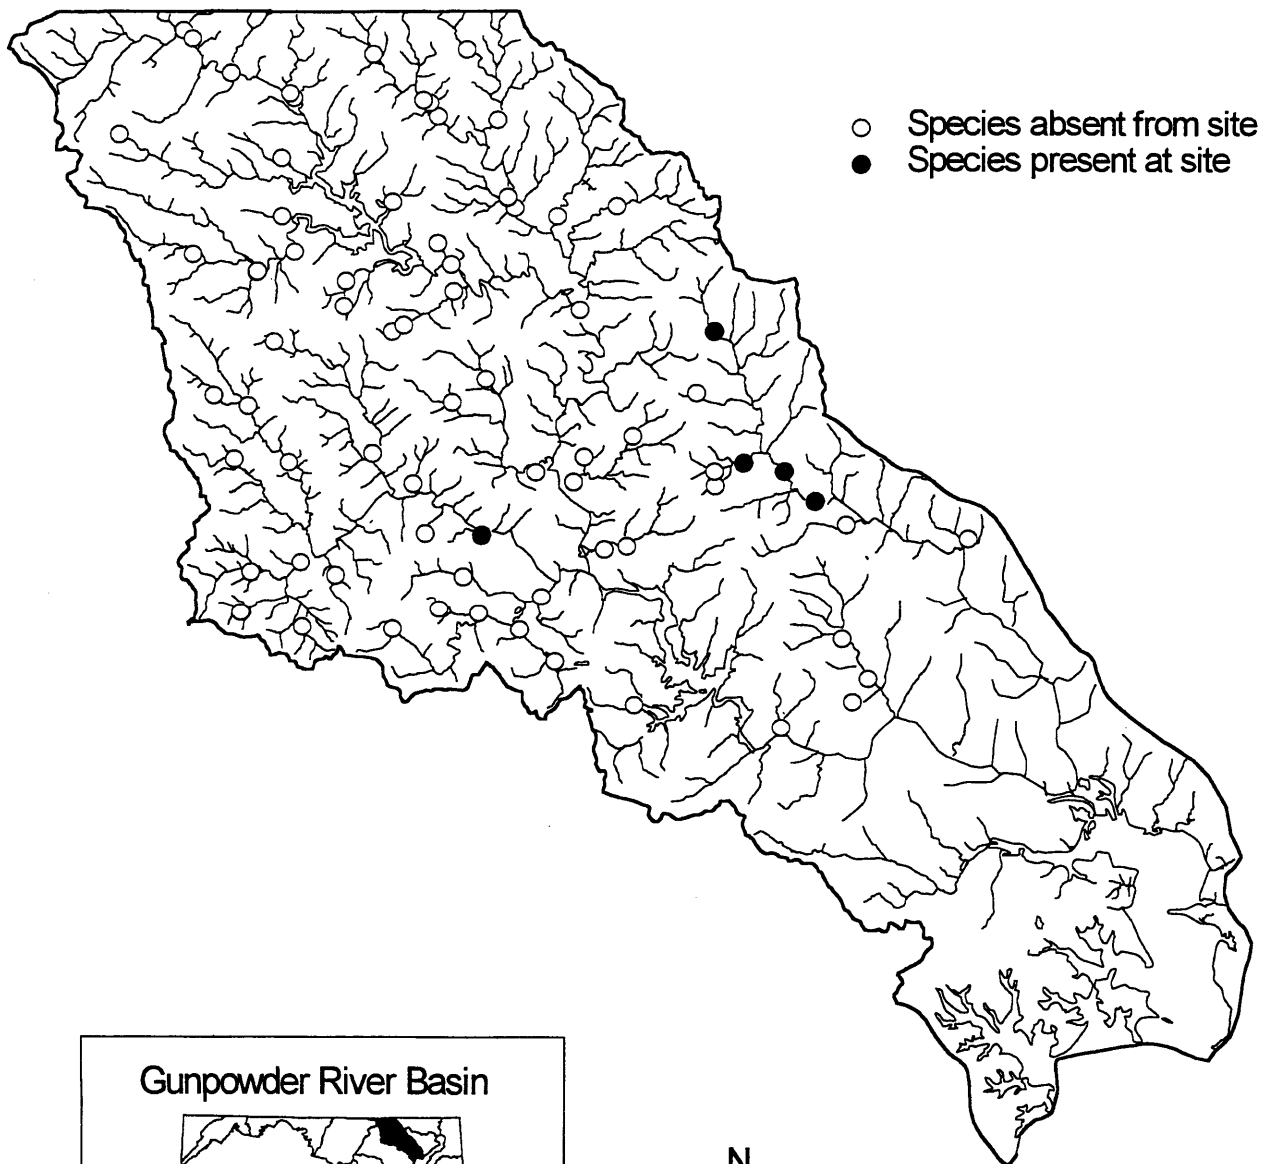 Species absent from site
Species present at site
Gunpowder River Basin
N